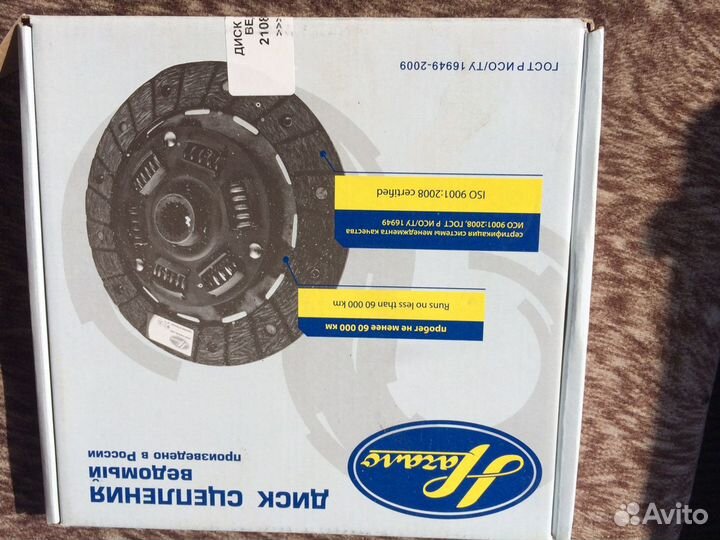 Начало
ДИСК СЦЕПЛЕНИЯ
ВЕДОМЫЙ
произведено в России
пробег не менее 60 000 км
Runs no less than 60 000 km
сертификация системы менеджмента качества
ИСО 9001:2008, ГОСТ Р ИСО/ТУ 16949
ISO 9001:2008 certified
ГОСТ Р ИСО/ТУ 16949-2009
ДИСК
ВЕ
2108
>>>
Avito